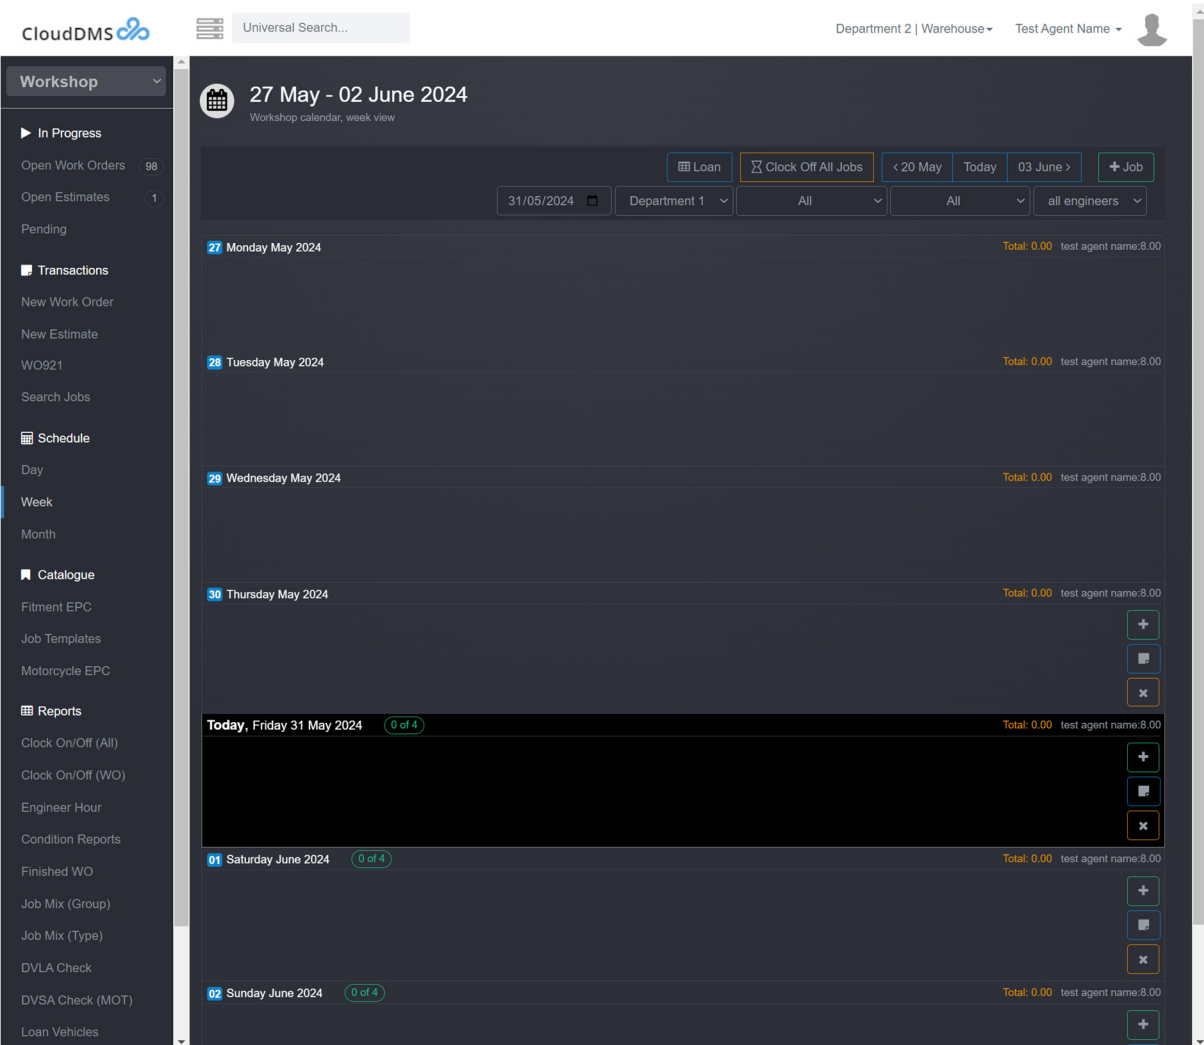 CloudDMS
Universal Search...
Department 2 | Warehouse
Test Agent Name
Workshop
In Progress
Open Work Orders 98
Open Estimates 1
Pending
Transactions
New Work Order
New Estimate
WO921
Search Jobs
Schedule
Day
Week
Month
Catalogue
Fitment EPC
Job Templates
Motorcycle EPC
Reports
Clock On/Off (All)
Clock On/Off (WO)
Engineer Hour
Condition Reports
Finished WO
Job Mix (Group)
Job Mix (Type)
DVLA Check
DVSA Check (MOT)
Loan Vehicles
27 May - 02 June 2024
Workshop calendar, week view
Loan Clock Off All Jobs < 20 May Today 03 June > + Job
31/05/2024 Department 1 All All all engineers
27 Monday May 2024 Total: 0.00 test agent name:8.00
28 Tuesday May 2024 Total: 0.00 test agent name:8.00
29 Wednesday May 2024 Total: 0.00 test agent name:8.00
30 Thursday May 2024 Total: 0.00 test agent name:8.00
Today, Friday 31 May 2024 0 of 4 Total: 0.00 test agent name:8.00
01 Saturday June 2024 0 of 4 Total: 0.00 test agent name:8.00
02 Sunday June 2024 0 of 4 Total: 0.00 test agent name:8.00